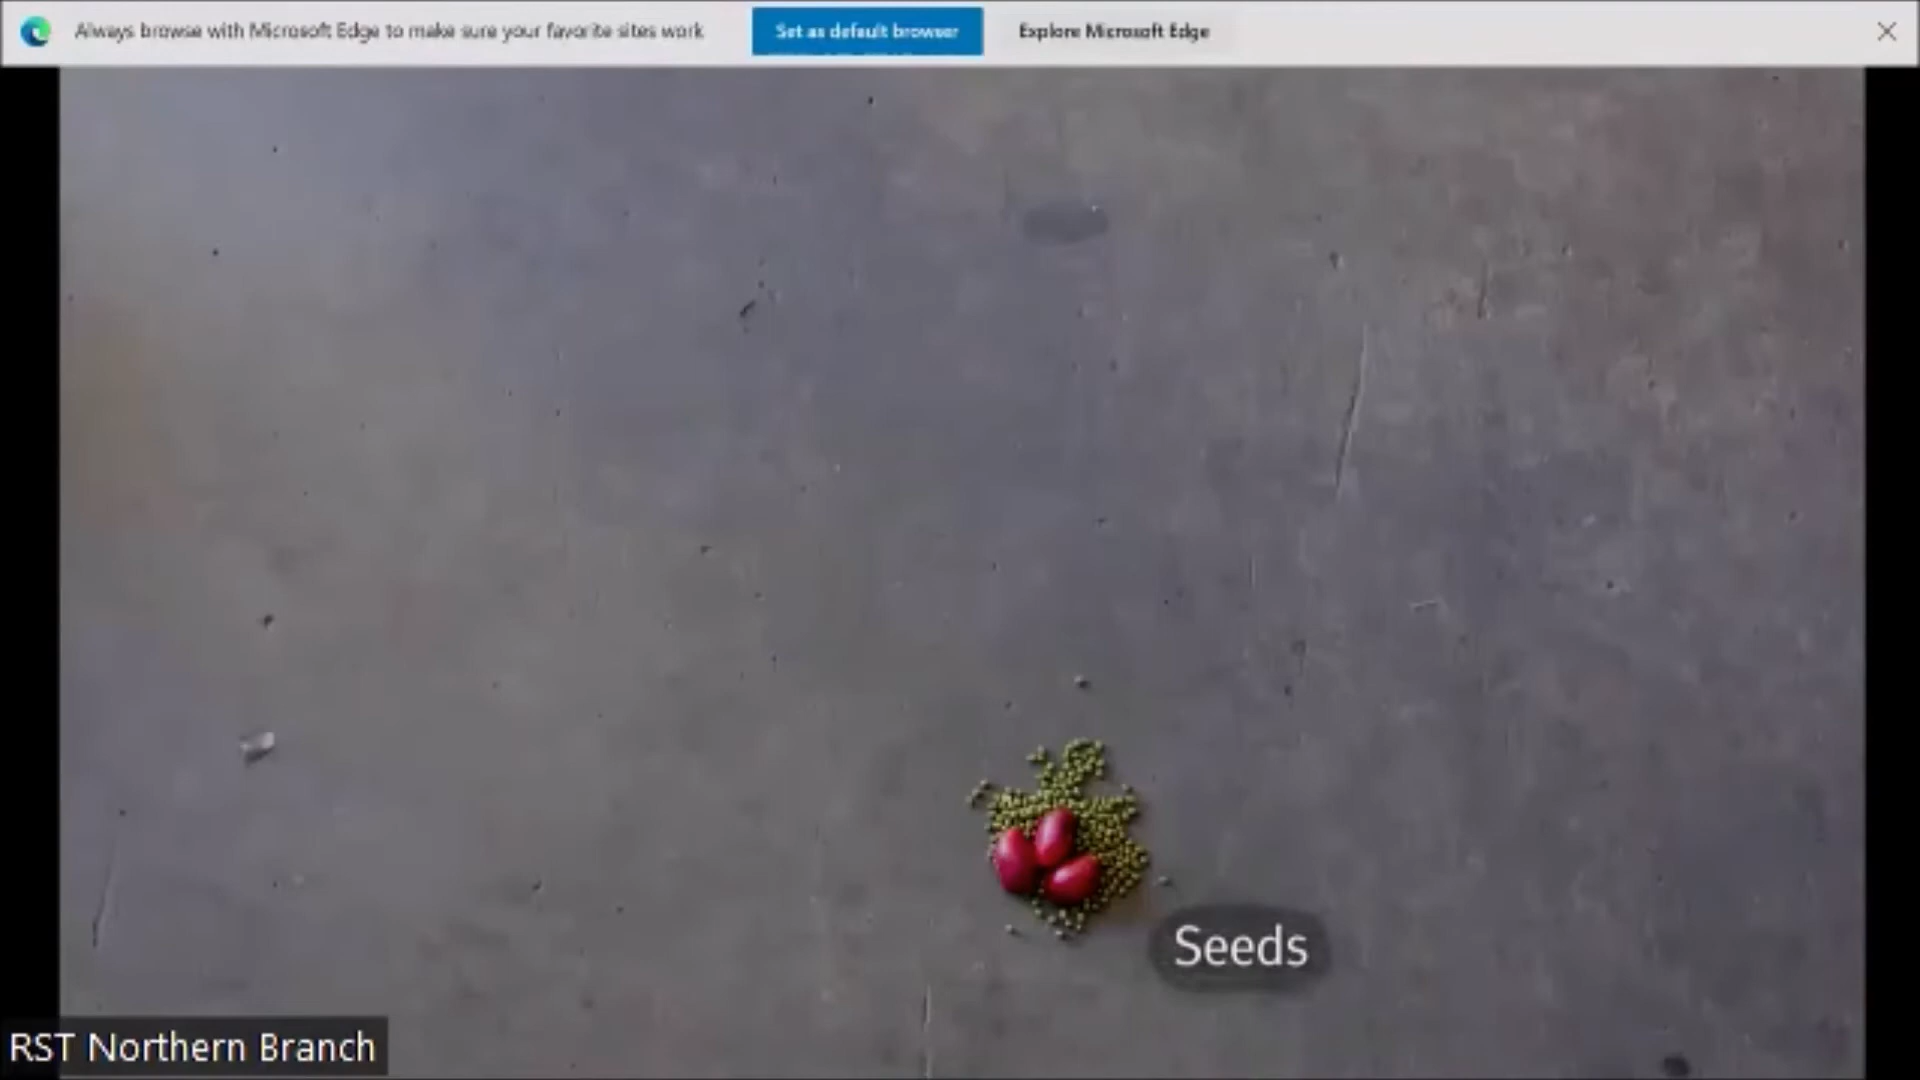 Always browse with Microsoft Edge to make sure your favorite sites work
Set as default browser
Explore Microsoft Edge
Seeds
RST Northern Branch